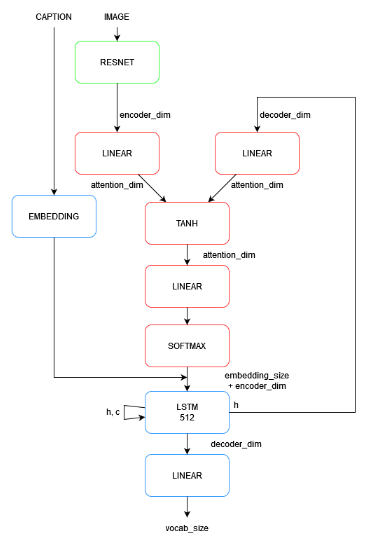 CAPTION
IMAGE
RESNET
encoder_dim
decoder_dim
LINEAR
LINEAR
attention_dim
attention_dim
EMBEDDING
TANH
attention_dim
LINEAR
SOFTMAX
embedding_size
+ encoder_dim
h, c
LSTM
512
h
decoder_dim
LINEAR
vocab_size